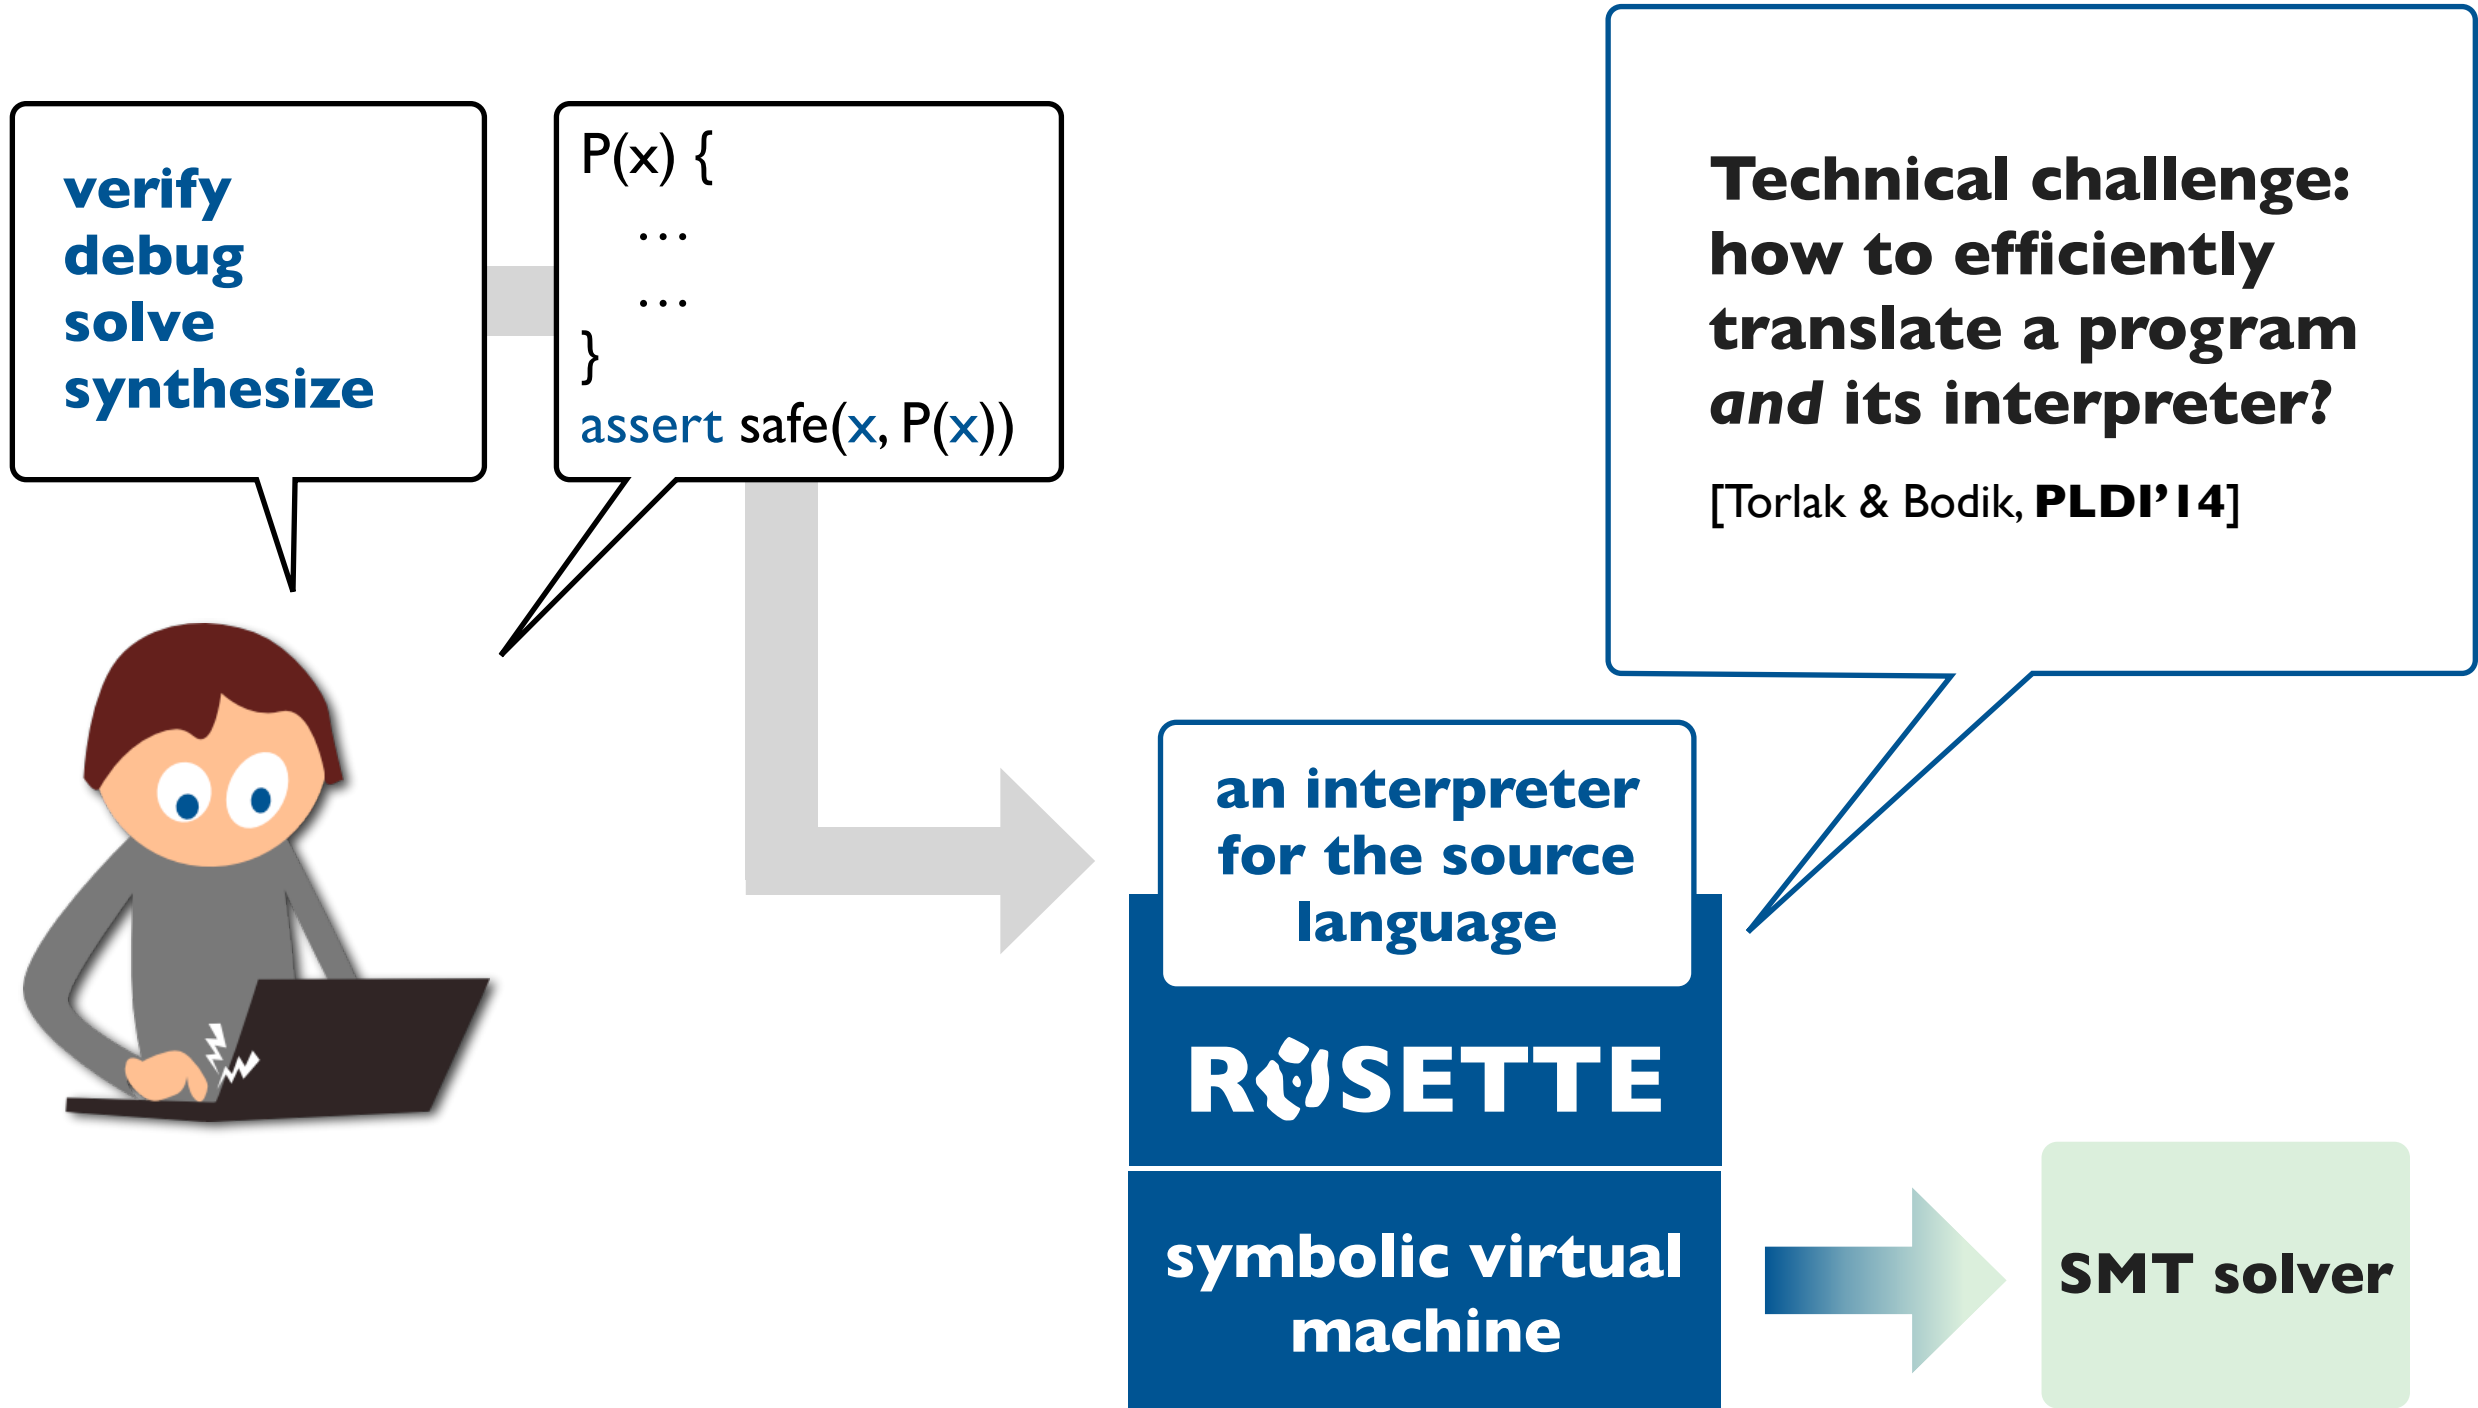 verify
debug
solve
synthesize
P(x) {
...
...
}
assert safe(x, P(x))
Technical challenge:
how to efficiently
translate a program
and its interpreter?
[Torlak & Bodik, PLDI’14]
an interpreter
for the source
language
ROSETTE
symbolic virtual
machine
SMT solver